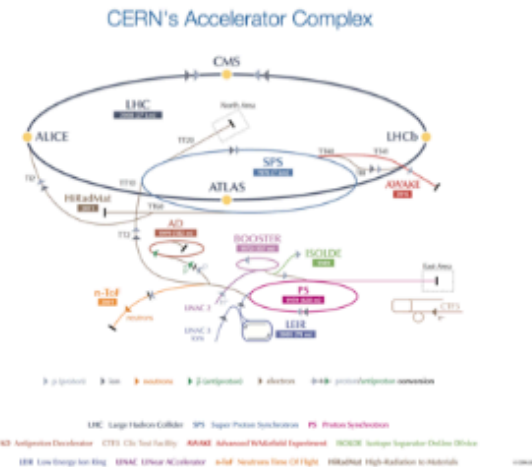 CERN's Accelerator Complex
CMS
LHC
North Area
ALICE
LHCb
TT20
SPS
TT40
TT41
TI8
TT10
ATLAS
AWAKE
HiRadMat
TT60
AD
TT2
BOOSTER
ISOLDE
East Area
n-ToF
PS
LINAC 2
CTF3
neutrons
LEIR
LINAC 3
p (proton) ion neutrons p̄ (antiproton) electron proton/antiproton conversion
LHC Large Hadron Collider SPS Super Proton Synchrotron PS Proton Synchrotron
AD Antiproton Decelerator CTF3 Clic Test Facility AWAKE Advanced WAKefield Experiment ISOLDE Isotope Separator OnLine DEvice
LEIR Low Energy Ion Ring LINAC LINear ACcelerator n-ToF Neutrons Time Of Flight HiRadMat High-Radiation to Materials